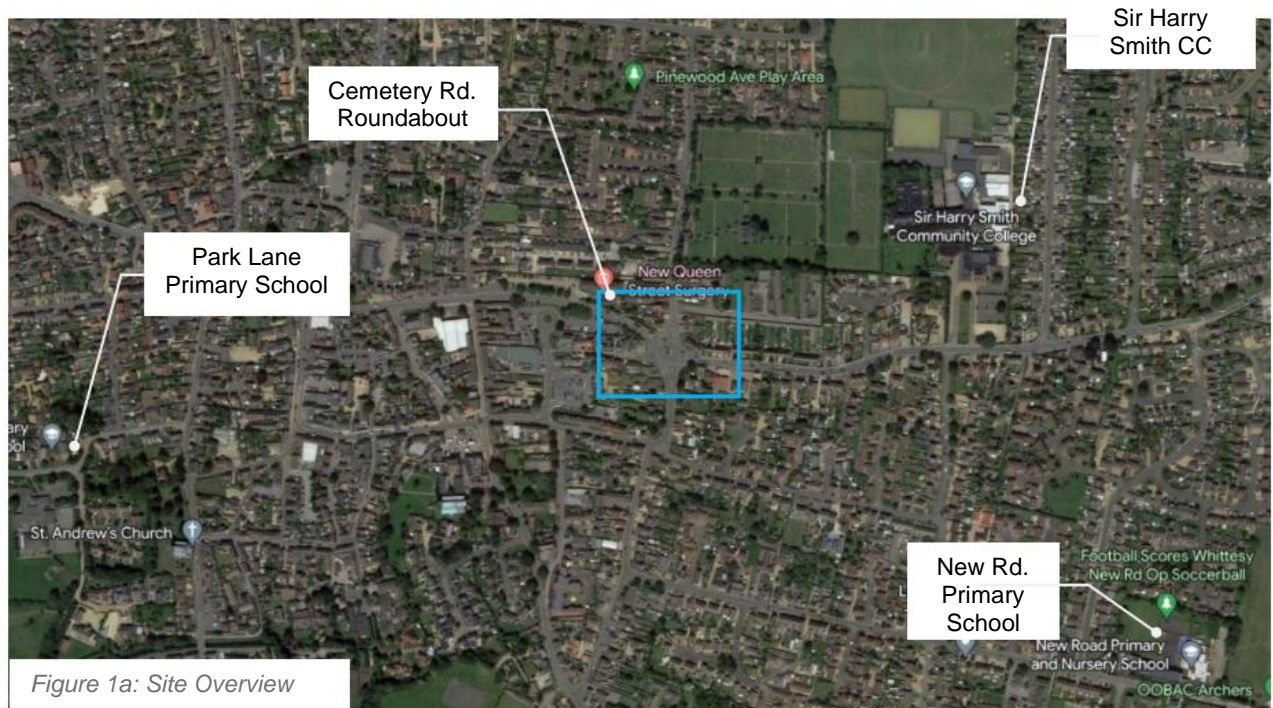 Sir Harry
Smith CC
Cemetery Rd.
Roundabout
Pinewood Ave Play Area
Sir Harry Smith
Community College
Park Lane
Primary School
New Queen
Street Surgery
St. Andrew's Church
New Rd.
Primary
School
Football Scores Whittesy
New Rd Op Soccerball
New Road Primary
and Nursery School
OOBAC Archers
Figure 1a: Site Overview